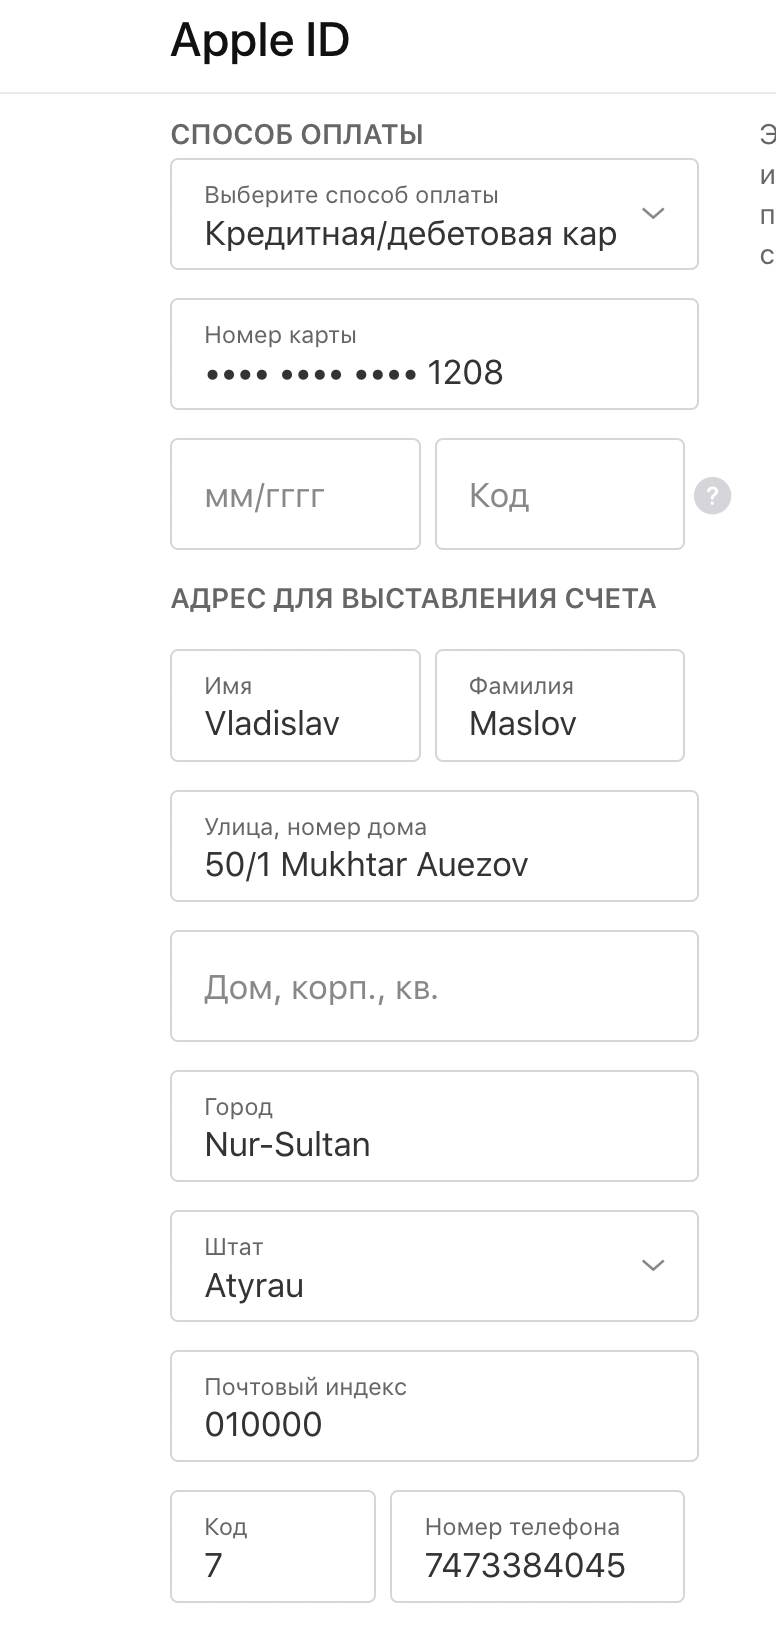 Apple ID
СПОСОБ ОПЛАТЫ
Выберите способ оплаты
Кредитная/дебетовая кар
Номер карты
•••• •••• •••• 1208
мм/гггг
Код
?
АДРЕС ДЛЯ ВЫСТАВЛЕНИЯ СЧЕТА
Имя
Vladislav
Фамилия
Maslov
Улица, номер дома
50/1 Mukhtar Auezov
Дом, корп., кв.
Город
Nur-Sultan
Штат
Atyrau
Почтовый индекс
010000
Код
7
Номер телефона
7473384045